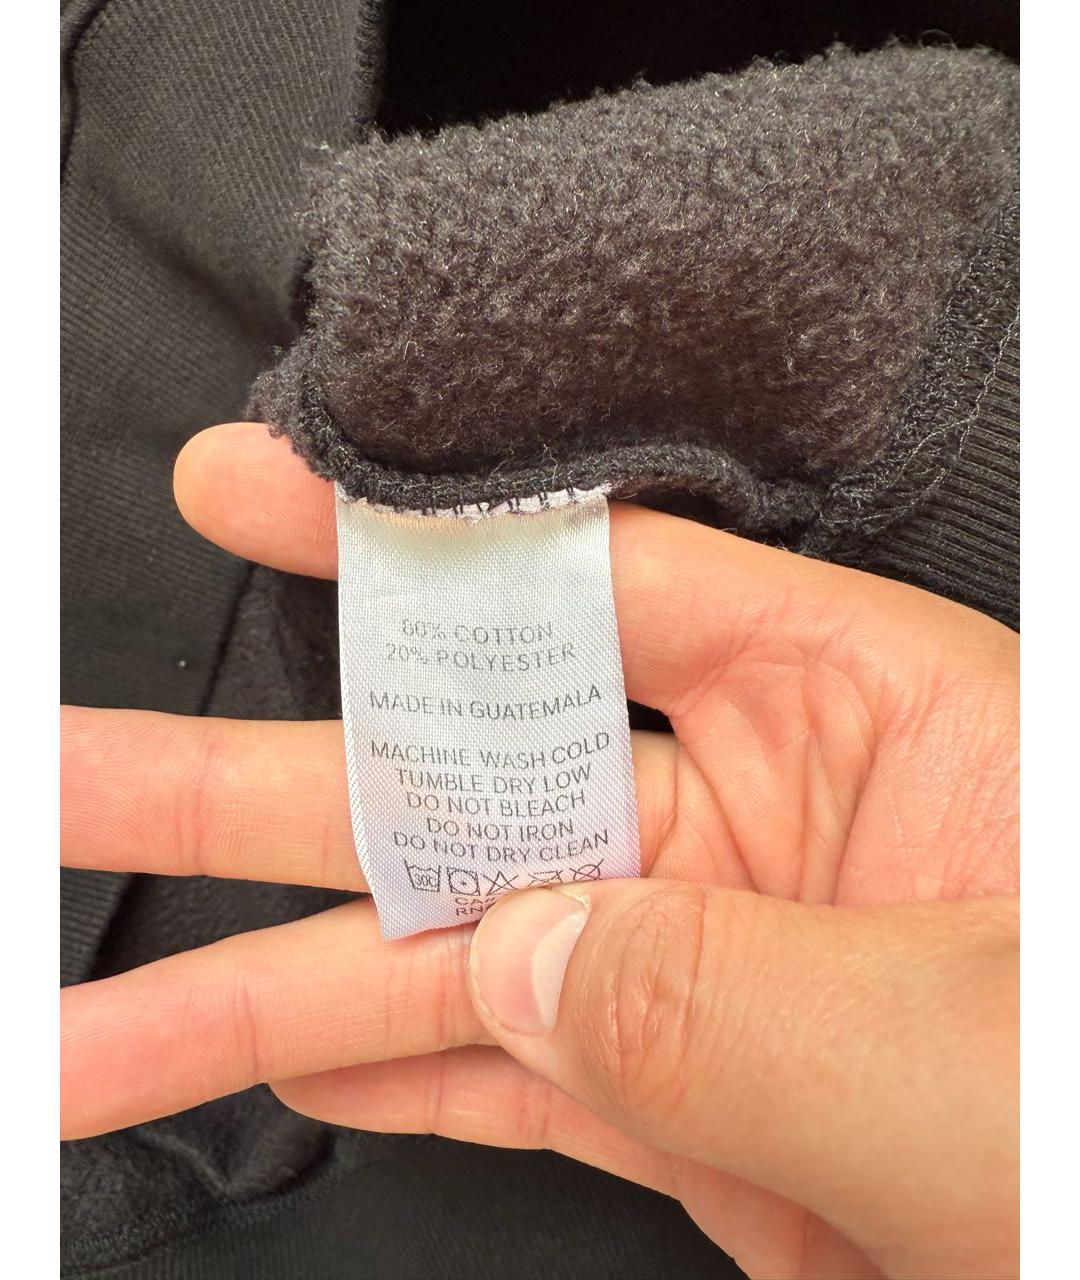 80% COTTON
20% POLYESTER
MADE IN GUATEMALA
MACHINE WASH COLD
TUMBLE DRY LOW
DO NOT BLEACH
DO NOT IRON
DO NOT DRY CLEAN
30C